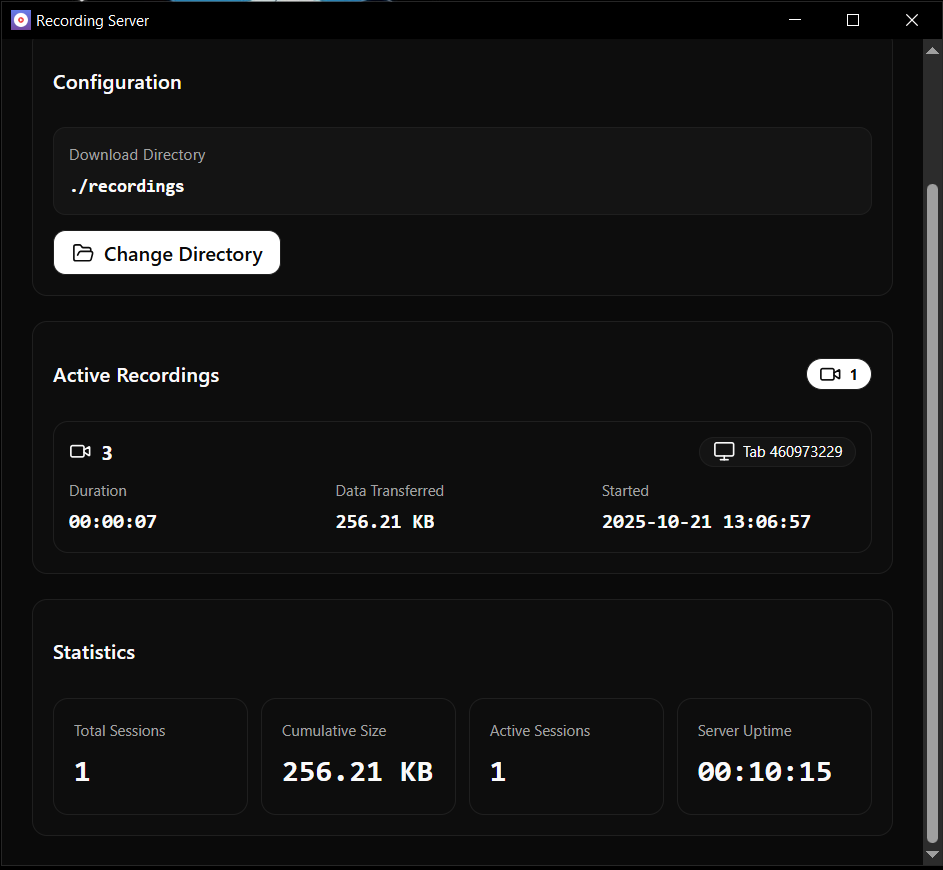 Recording Server
Configuration
Download Directory
./recordings
Change Directory
Active Recordings
1
3
Tab 460973229
Duration Data Transferred Started
00:00:07 256.21 KB 2025-10-21 13:06:57
Statistics
Total Sessions Cumulative Size Active Sessions Server Uptime
1 256.21 KB 1 00:10:15